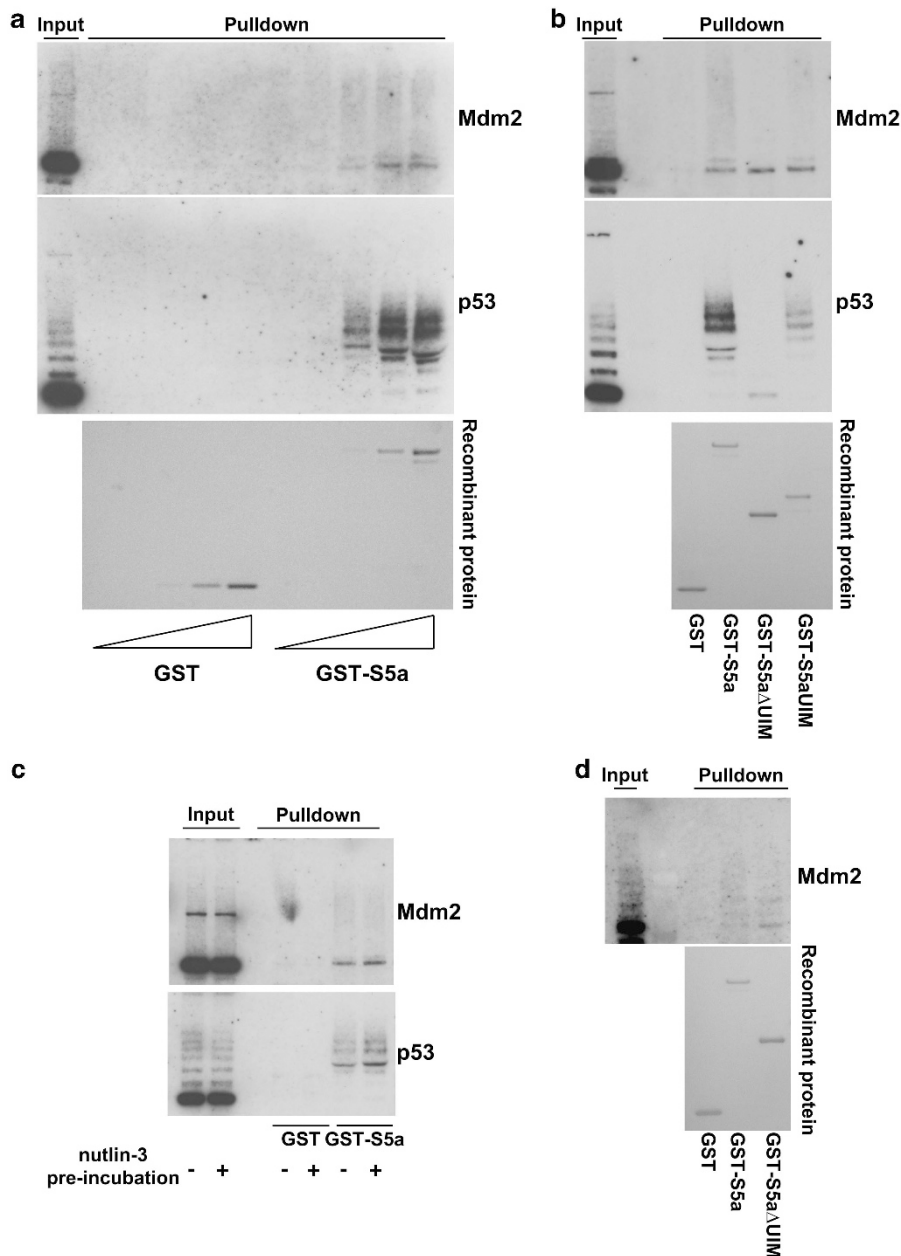 a
Input Pulldown
Mdm2
p53
Recombinant protein
GST GST-S5a
b
Input Pulldown
Mdm2
p53
Recombinant protein
GST
GST-S5a
GST-S5aΔUIM
GST-S5aUIM
c
Input Pulldown
Mdm2
p53
GST GST-S5a
nutlin-3
pre-incubation - + - + - +
d
Input Pulldown
Mdm2
Recombinant protein
GST
GST-S5a
GST-S5aΔUIM